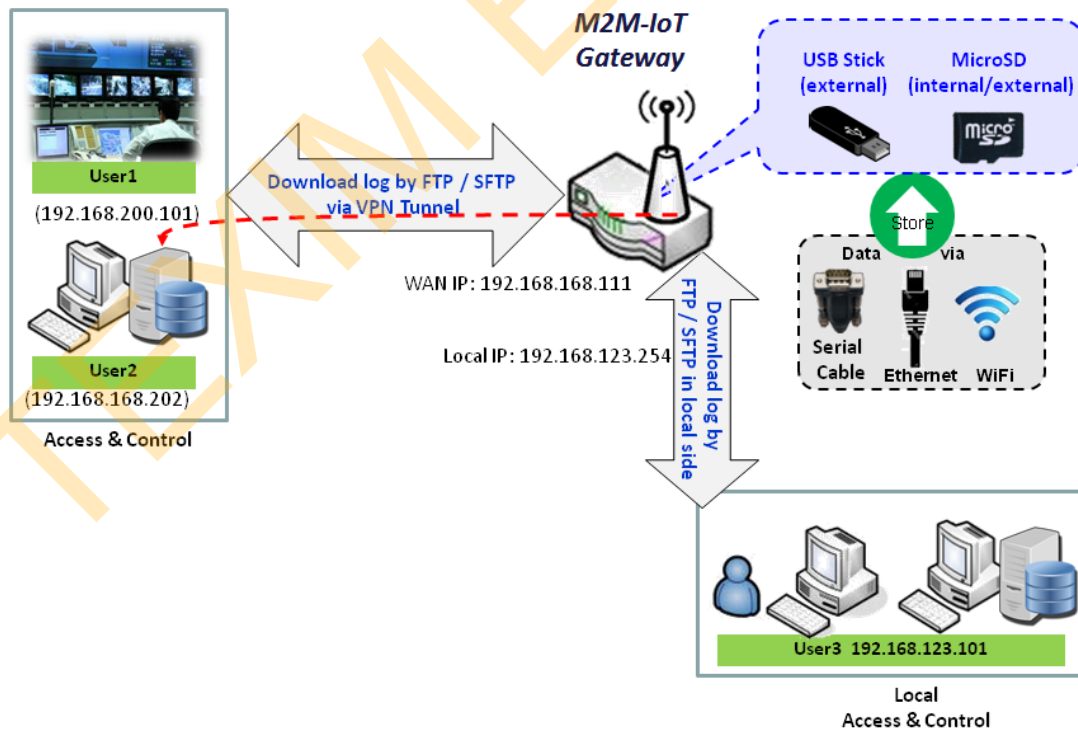 M2M-IoT
Gateway
USB Stick
(external)
MicroSD
(internal/external)
Micro
SD
User1
(192.168.200.101)
Download log by FTP / SFTP
via VPN Tunnel
Store
Data via
Serial
Cable
Ethernet
WiFi
WAN IP: 192.168.168.111
Local IP: 192.168.123.254
Download log by
FTP / SFTP in local side
User2
(192.168.168.202)
Access & Control
User3 192.168.123.101
Local
Access & Control
TEXIM E